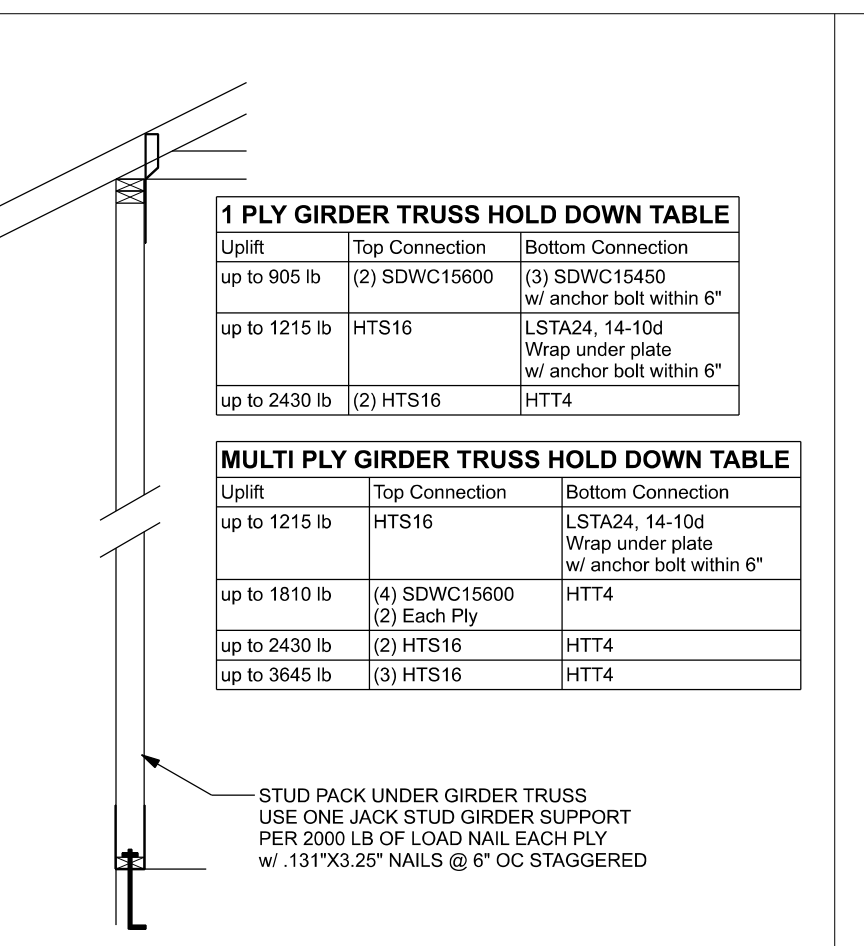 1 PLY GIRDER TRUSS HOLD DOWN TABLE
Uplift Top Connection Bottom Connection
up to 905 lb (2) SDWC15600 (3) SDWC15450
w/ anchor bolt within 6"
up to 1215 lb HTS16 LSTA24, 14-10d
Wrap under plate
w/ anchor bolt within 6"
up to 2430 lb (2) HTS16 HTT4
MULTI PLY GIRDER TRUSS HOLD DOWN TABLE
Uplift Top Connection Bottom Connection
up to 1215 lb HTS16 LSTA24, 14-10d
Wrap under plate
w/ anchor bolt within 6"
up to 1810 lb (4) SDWC15600 HTT4
(2) Each Ply
up to 2430 lb (2) HTS16 HTT4
up to 3645 lb (3) HTS16 HTT4
STUD PACK UNDER GIRDER TRUSS
USE ONE JACK STUD GIRDER SUPPORT
PER 2000 LB OF LOAD NAIL EACH PLY
w/ .131"X3.25" NAILS @ 6" OC STAGGERED